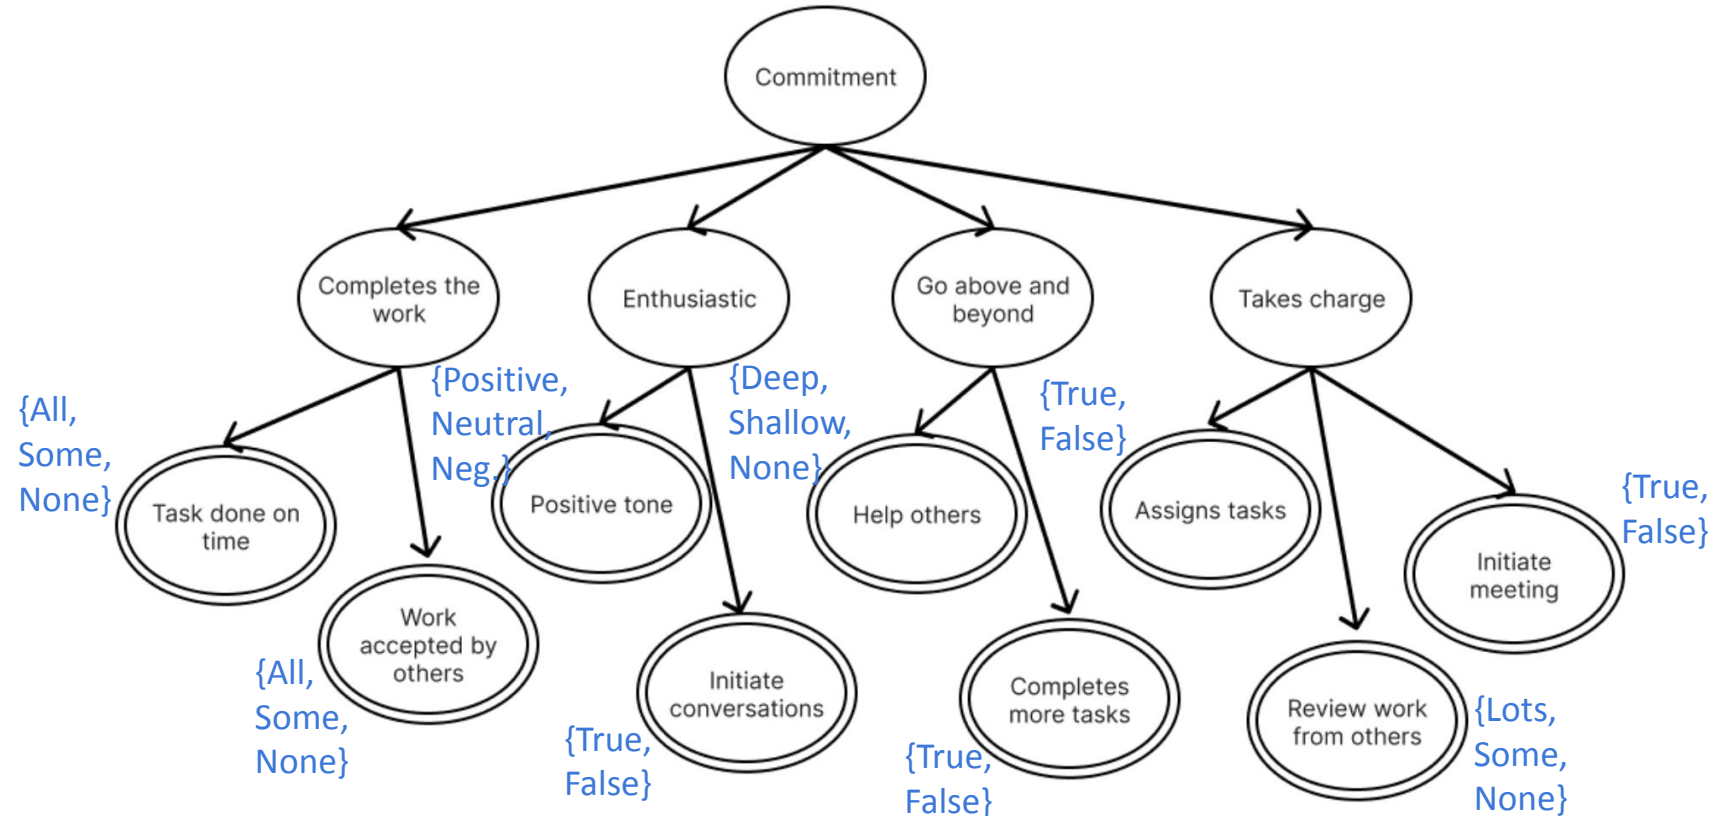 Commitment
Completes the
work
Enthusiastic
Go above and
beyond
Takes charge
{All,
Some,
None}
Task done on
time
{Positive,
Neutral,
Neg.}
Positive tone
{Deep,
Shallow,
None}
Help others
{True,
False}
Assigns tasks
{True,
False}
Initiate
meeting
{All,
Some,
None}
Work
accepted by
others
{True,
False}
Initiate
conversations
{True,
False}
Completes
more tasks
Review work
from others
{Lots,
Some,
None}